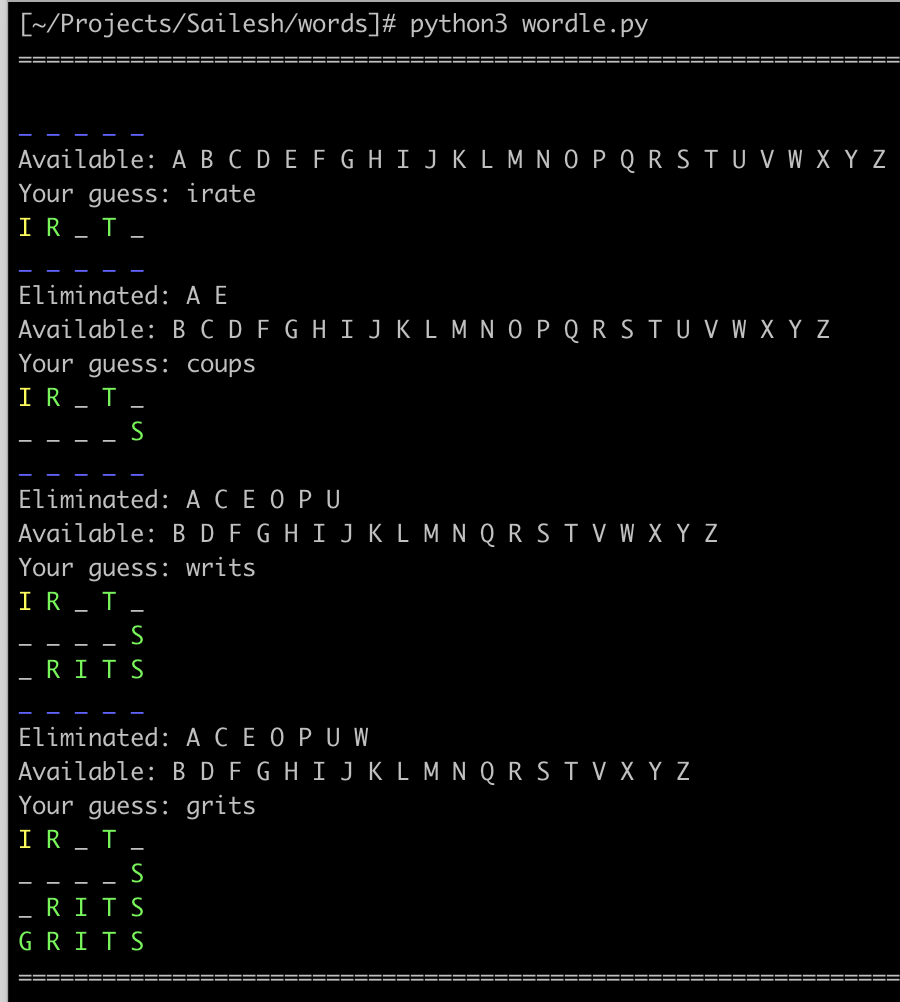 [~/Projects/Sailesh/words]# python3 wordle.py
===============================================================
_ _ _ _ _
Available: A B C D E F G H I J K L M N O P Q R S T U V W X Y Z
Your guess: irate
I R _ T _
_ _ _ _ _
Eliminated: A E
Available: B C D F G H I J K L M N O P Q R S T U V W X Y Z
Your guess: coups
I R _ T _
_ _ _ _ S
_ _ _ _ _
Eliminated: A C E O P U
Available: B D F G H I J K L M N Q R S T V W X Y Z
Your guess: writs
I R _ T _
_ _ _ _ S
_ R I T S
_ _ _ _ _
Eliminated: A C E O P U W
Available: B D F G H I J K L M N Q R S T V X Y Z
Your guess: grits
I R _ T _
_ _ _ _ S
_ R I T S
G R I T S
===============================================================